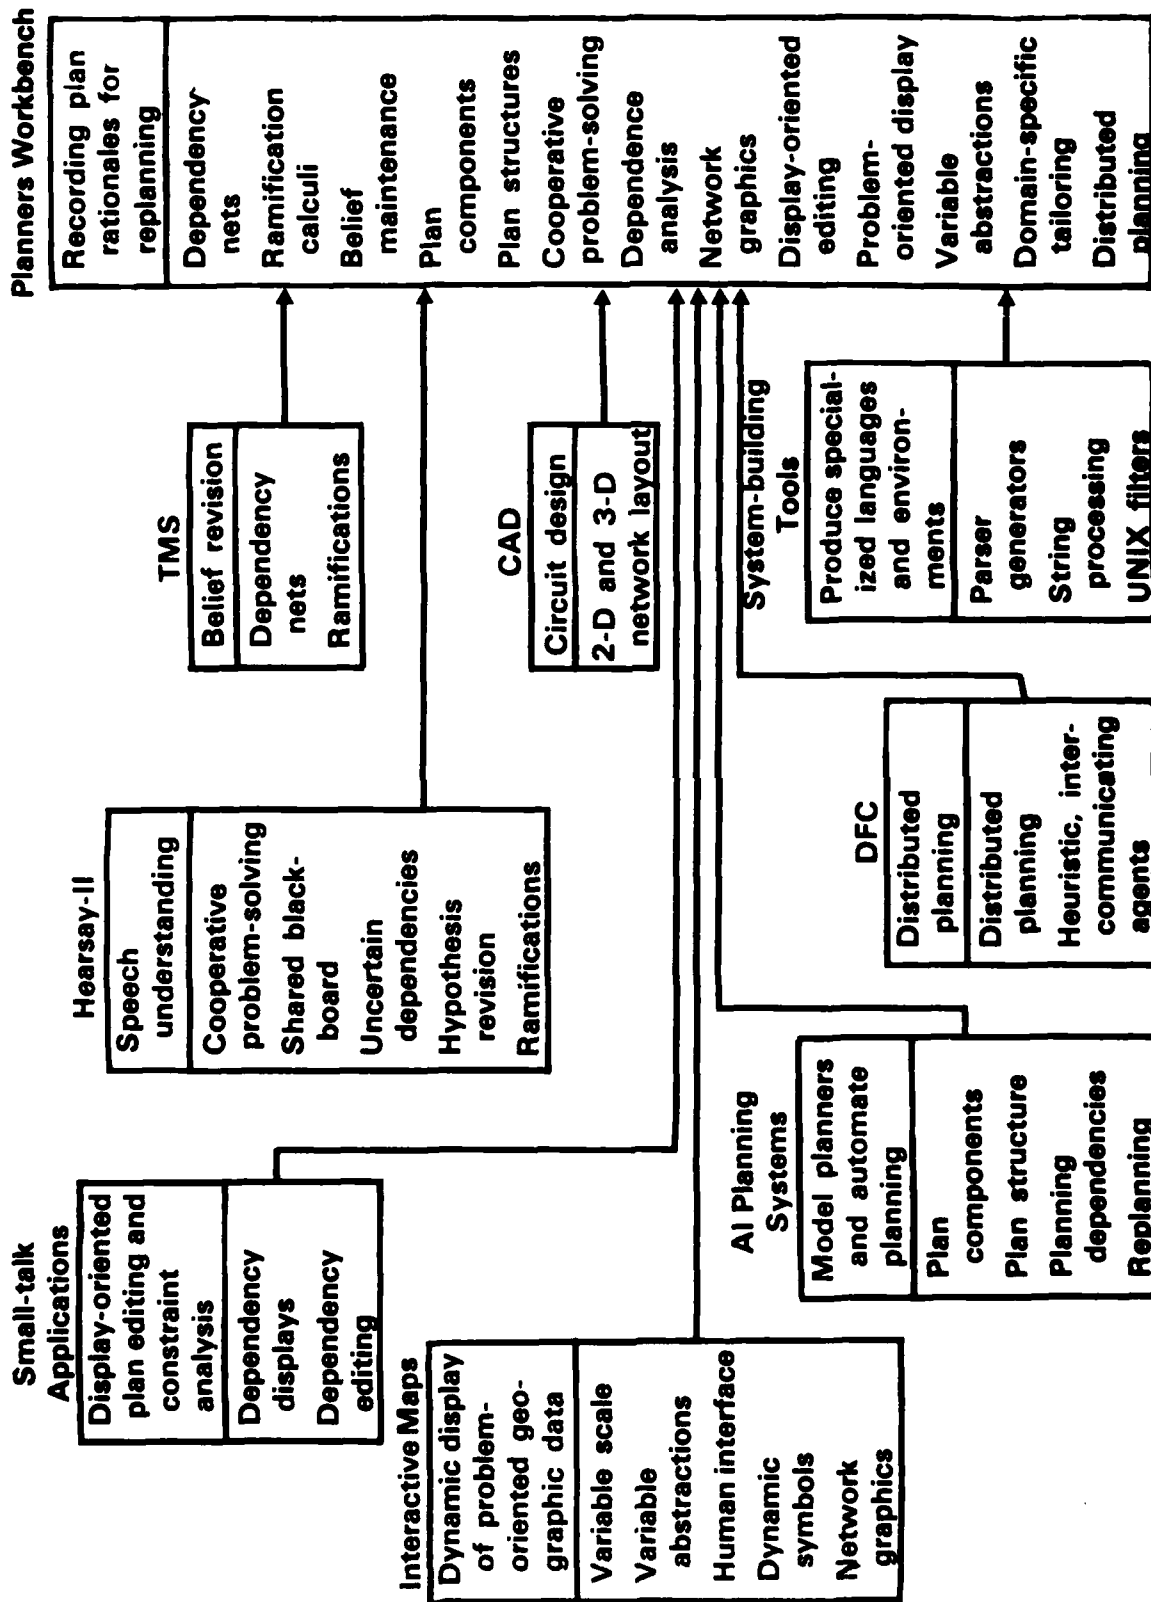 Small-talk
Applications
Display-oriented
plan editing and
constraint
analysis
Dependency
displays
Dependency
editing
Interactive Maps
Dynamic display
of problem-
oriented geo-
graphic data
Variable scale
Variable
abstractions
Human interface
Dynamic
symbols
Network
graphics
Hearsay-II
Speech
understanding
Cooperative
problem-solving
Shared black-
board
Uncertain
dependencies
Hypothesis
revision
Ramifications
AI Planning
Systems
Model planners
and automate
planning
Plan
components
Plan structure
Planning
dependencies
Replanning
TMS
Belief revision
Dependency
nets
Ramifications
CAD
Circuit design
2-D and 3-D
network layout
DFC
Distributed
planning
Distributed
planning
Heuristic, inter-
communicating
agents
System-building
Tools
Produce special-
ized languages
and environ-
ments
Parser
generators
String
processing
UNIX filters
Planners Workbench
Recording plan
rationales for
replanning
Dependency
nets
Ramification
calculi
Belief
maintenance
Plan
components
Plan structures
Cooperative
problem-solving
Dependence
analysis
Network
graphics
Display-oriented
editing
Problem-
oriented display
Variable
abstractions
Domain-specific
tailoring
Distributed
planning